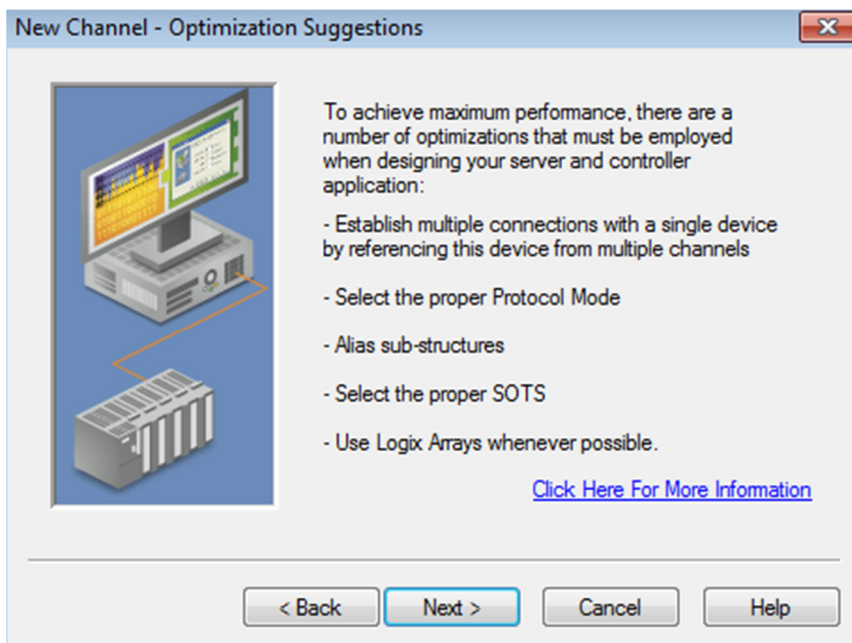 New Channel - Optimization Suggestions
To achieve maximum performance, there are a
number of optimizations that must be employed
when designing your server and controller
application:
- Establish multiple connections with a single device
by referencing this device from multiple channels
- Select the proper Protocol Mode
- Alias sub-structures
- Select the proper SOTS
- Use Logix Arrays whenever possible.
Click Here For More Information
< Back
Next >
Cancel
Help